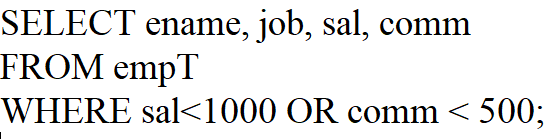 SELECT ename, job, sal, comm
FROM empT
WHERE sal<1000 OR comm < 500;